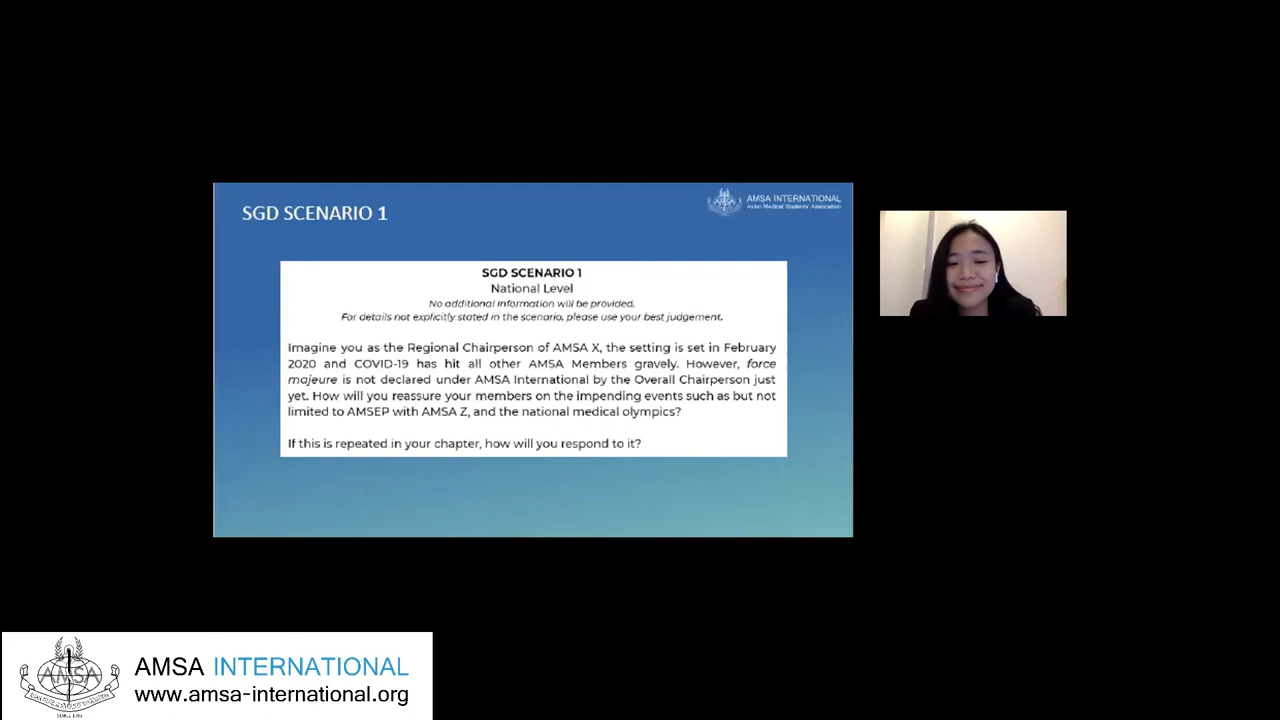 SGD SCENARIO 1
AMSA INTERNATIONAL
Asian Medical Students' Association
SGD SCENARIO 1
National Level
No additional information will be provided.
For details not explicitly stated in the scenario, please use your best judgement.
Imagine you as the Regional Chairperson of AMSA X, the setting is set in February
2020 and COVID-19 has hit all other AMSA Members gravely. However, force
majeure is not declared under AMSA International by the Overall Chairperson just
yet. How will you reassure your members on the impending events such as but not
limited to AMSEP with AMSA Z, and the national medical olympics?
If this is repeated in your chapter, how will you respond to it?
AMSA
AMSA INTERNATIONAL
www.amsa-international.org